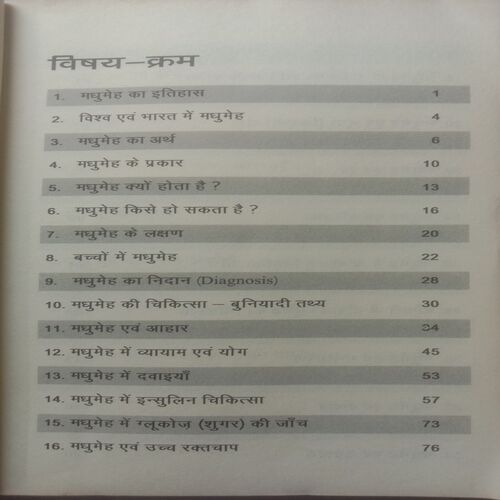 विषय–क्रम
1. मधुमेह का इतिहास 1
2. विश्व एवं भारत में मधुमेह 4
3. मधुमेह का अर्थ 6
4. मधुमेह के प्रकार 10
5. मधुमेह क्यों होता है ? 13
6. मधुमेह किसे हो सकता है ? 16
7. मधुमेह के लक्षण 20
8. बच्चों में मधुमेह 22
9. मधुमेह का निदान (Diagnosis) 28
10. मधुमेह की चिकित्सा – बुनियादी तथ्य 30
11. मधुमेह एवं आहार 34
12. मधुमेह में व्यायाम एवं योग 45
13. मधुमेह में दवाइयाँ 53
14. मधुमेह में इन्सुलिन चिकित्सा 57
15. मधुमेह में ग्लूकोज़ (शुगर) की जाँच 73
16. मधुमेह एवं उच्च रक्तचाप 76